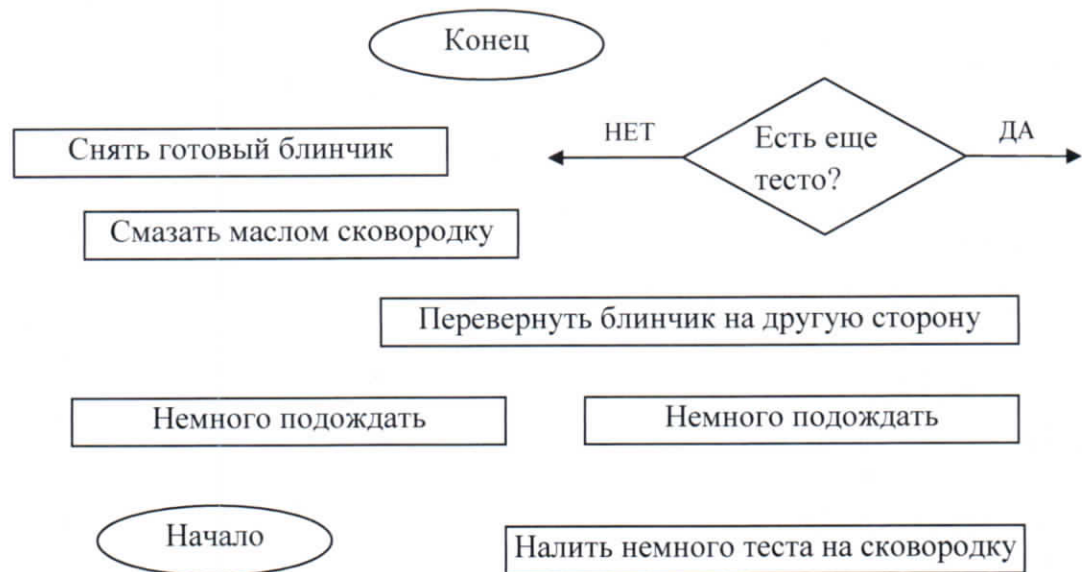 Конец
НЕТ
Есть еще
тесто?
ДА
Снять готовый блинчик
Смазать маслом сковородку
Перевернуть блинчик на другую сторону
Немного подождать
Немного подождать
Начало
Налить немного теста на сковородку